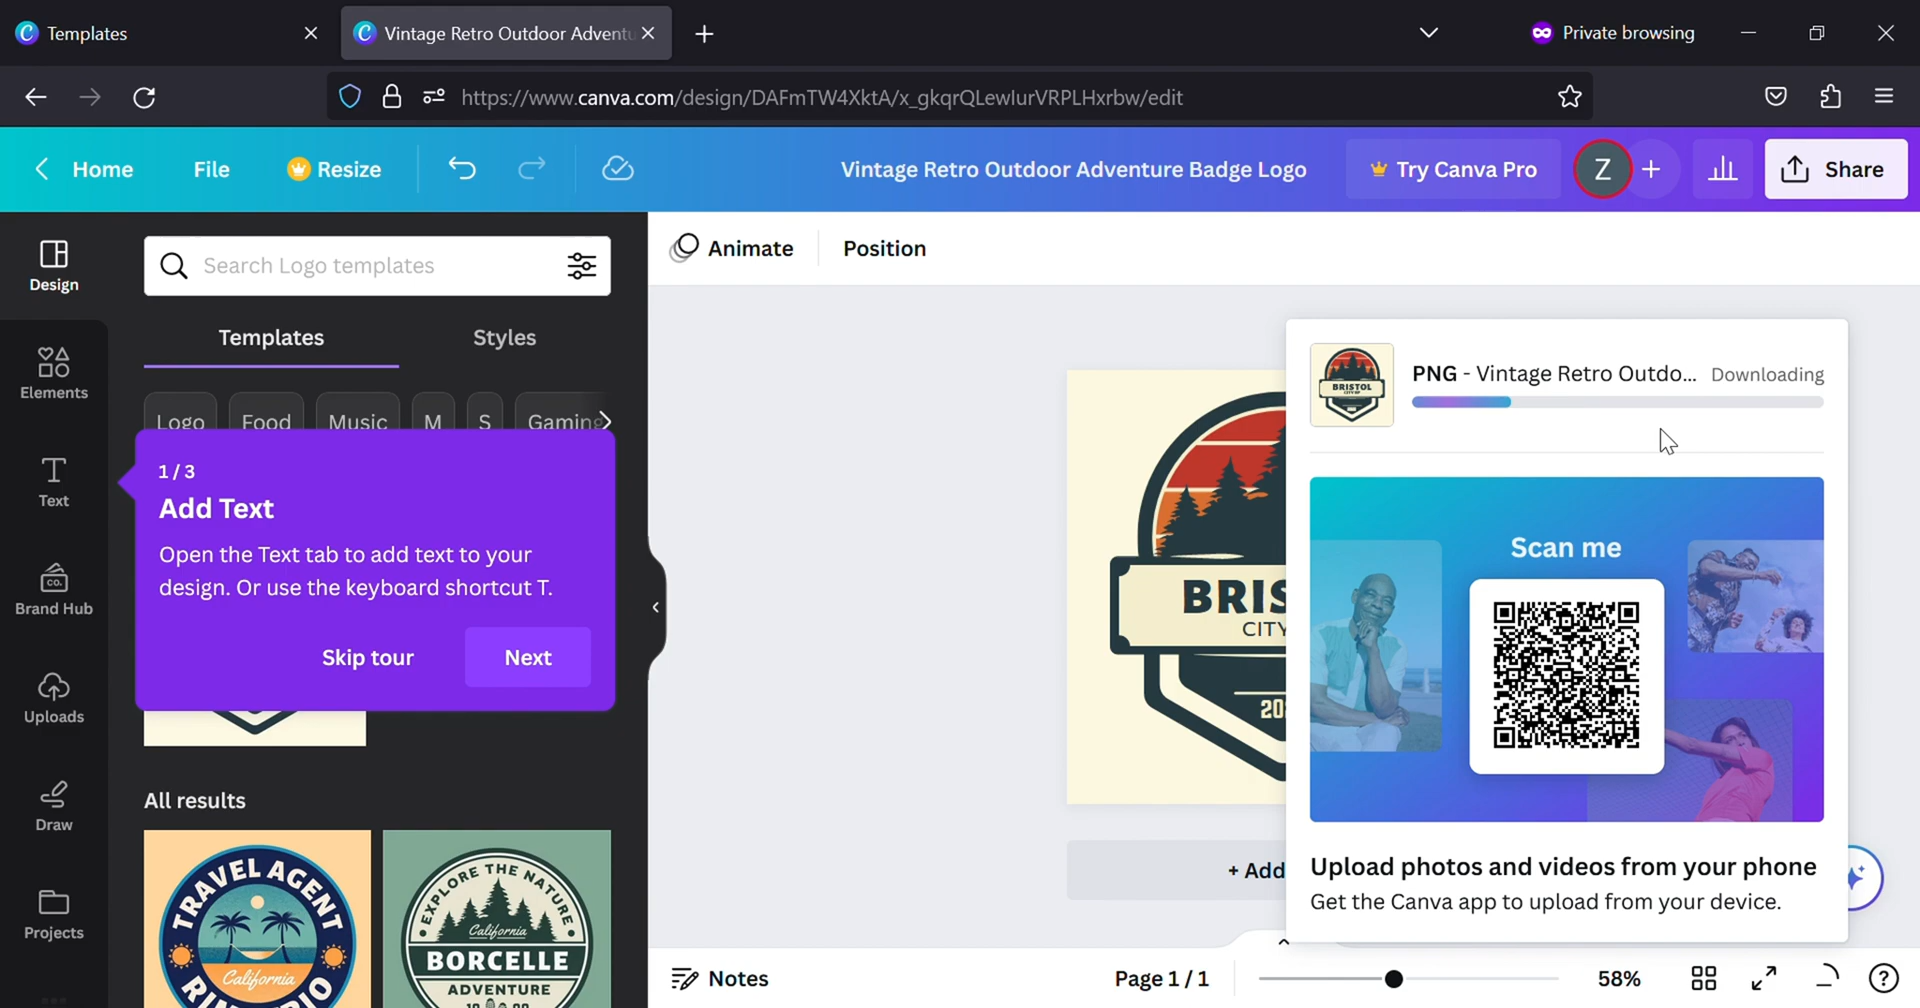 Templates
Vintage Retro Outdoor Adventu
Private browsing
https://www.canva.com/design/DAFmTW4XktA/x_gkqrQLewIurVRPLHxrbw/edit
Home
File
Resize
Vintage Retro Outdoor Adventure Badge Logo
Try Canva Pro
Z
Share
Design
Elements
Text
Brand Hub
CO.
Uploads
Draw
Projects
Search Logo templates
Templates
Styles
Logo
Food
Music
M
S
Gaming
1 / 3
Add Text
Open the Text tab to add text to your
design. Or use the keyboard shortcut T.
Skip tour
Next
All results
TRAVEL AGENT
California
EXPLORE THE NATURE
California
BORCELLE
ADVENTURE
Animate
Position
BRIS
CITY
20
+ Add
BRISTOL
PNG - Vintage Retro Outdo...
Downloading
Scan me
Upload photos and videos from your phone
Get the Canva app to upload from your device.
Notes
Page 1 / 1
58%